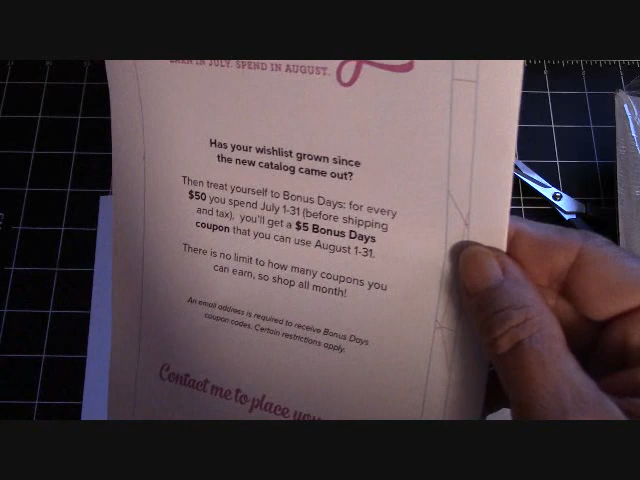 EARN IN JULY. SPEND IN AUGUST.
Has your wishlist grown since
the new catalog came out?
Then treat yourself to Bonus Days: for every
$50 you spend July 1-31 (before shipping
and tax), you'll get a $5 Bonus Days
coupon that you can use August 1-31.
There is no limit to how many coupons you
can earn, so shop all month!
An email address is required to receive Bonus Days
coupon codes. Certain restrictions apply.
Contact me to place you